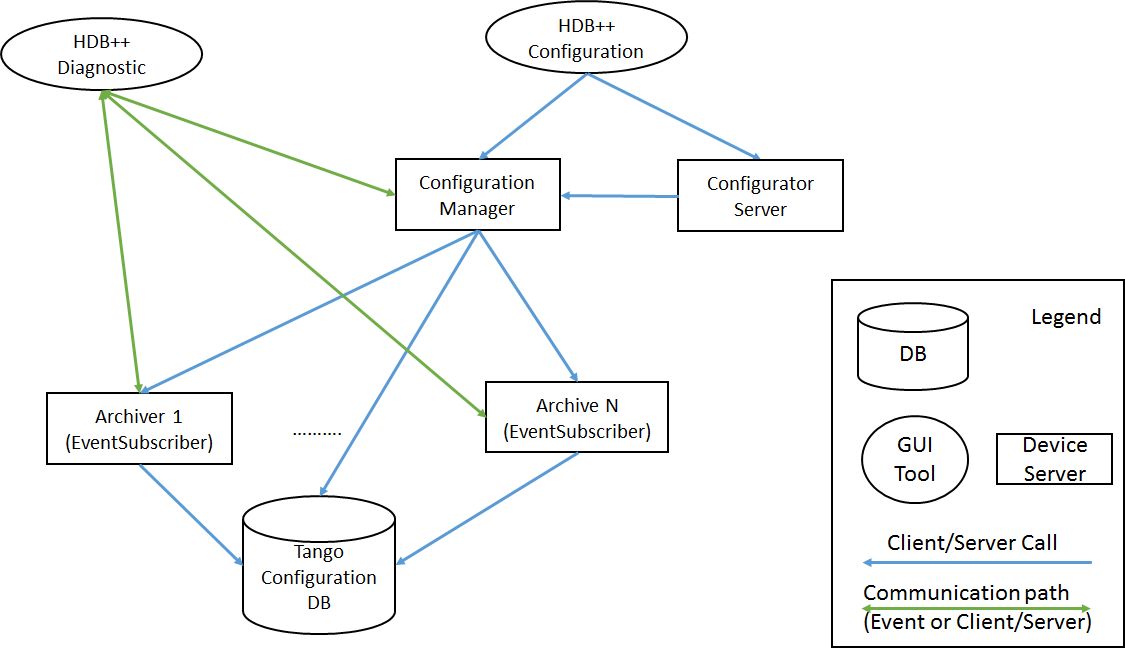 HDB++
Diagnostic
HDB++
Configuration
Configuration
Manager
Configurator
Server
Archiver 1
(EventSubscriber)
..........
Archive N
(EventSubscriber)
Tango
Configuration
DB
Legend
DB
GUI
Tool
Device
Server
Client/Server Call
Communication path
(Event or Client/Server)